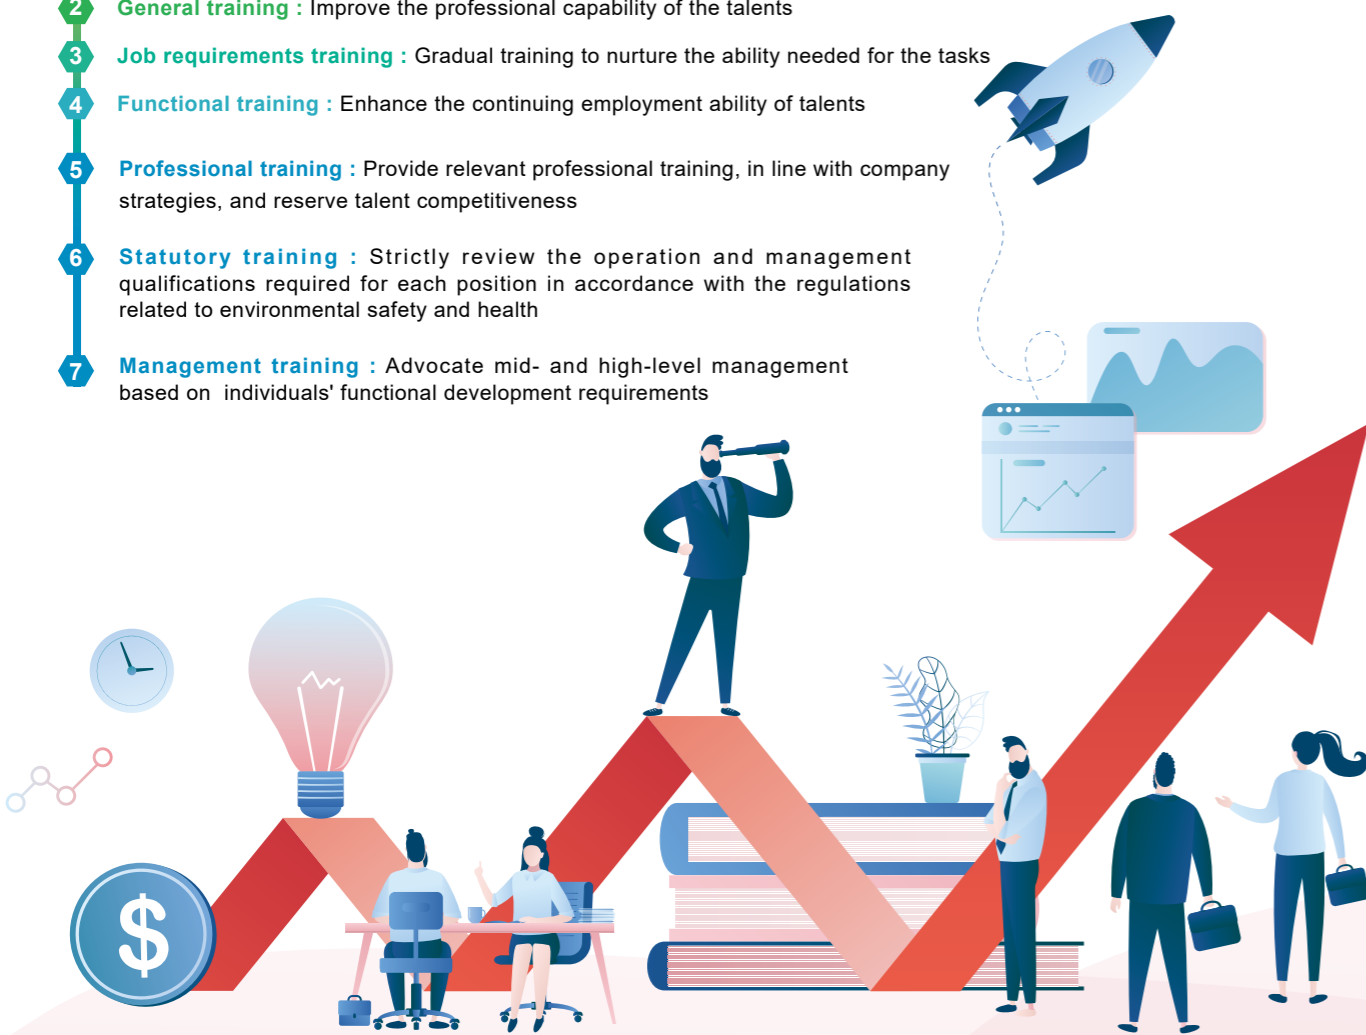 2 General training : Improve the professional capability of the talents
3 Job requirements training : Gradual training to nurture the ability needed for the tasks
4 Functional training : Enhance the continuing employment ability of talents
5 Professional training : Provide relevant professional training, in line with company
strategies, and reserve talent competitiveness
6 Statutory training : Strictly review the operation and management
qualifications required for each position in accordance with the regulations
related to environmental safety and health
7 Management training : Advocate mid- and high-level management
based on individuals' functional development requirements
$